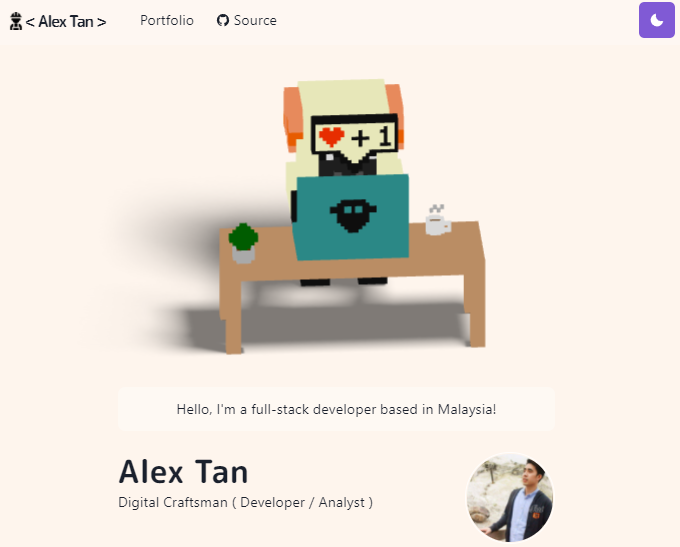 < Alex Tan >
Portfolio
Source
+ 1
Hello, I'm a full-stack developer based in Malaysia!
Alex Tan
Digital Craftsman ( Developer / Analyst )